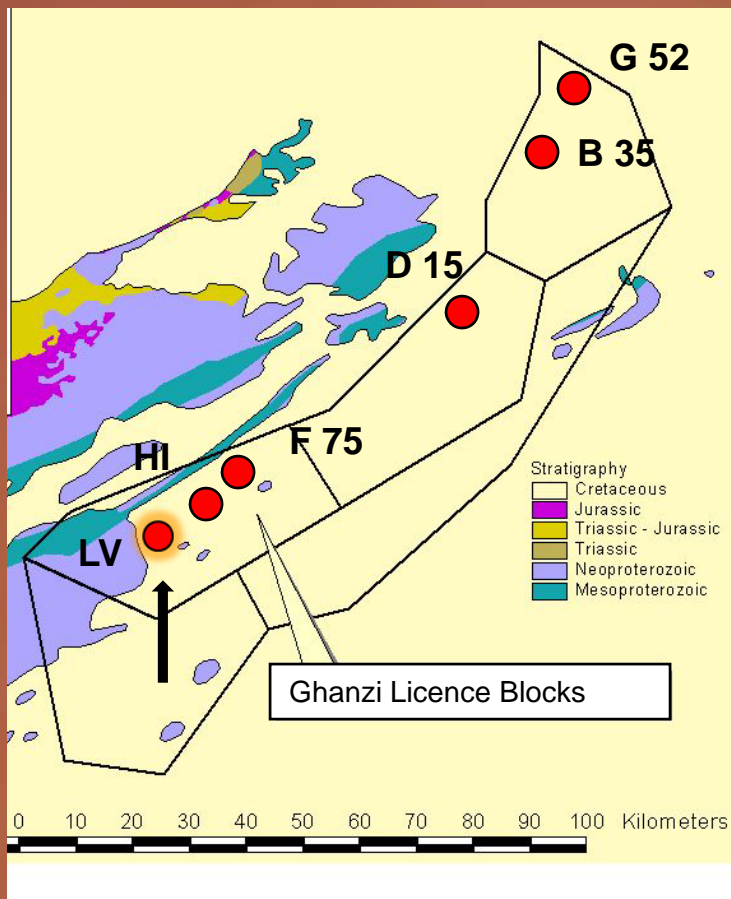 G 52
B 35
D 15
F 75
HI
LV
Stratigraphy
Cretaceous
Jurassic
Triassic - Jurassic
Triassic
Neoproterozoic
Mesoproterozoic
Ghanzi Licence Blocks
0 10 20 30 40 50 60 70 80 90 100 Kilometers